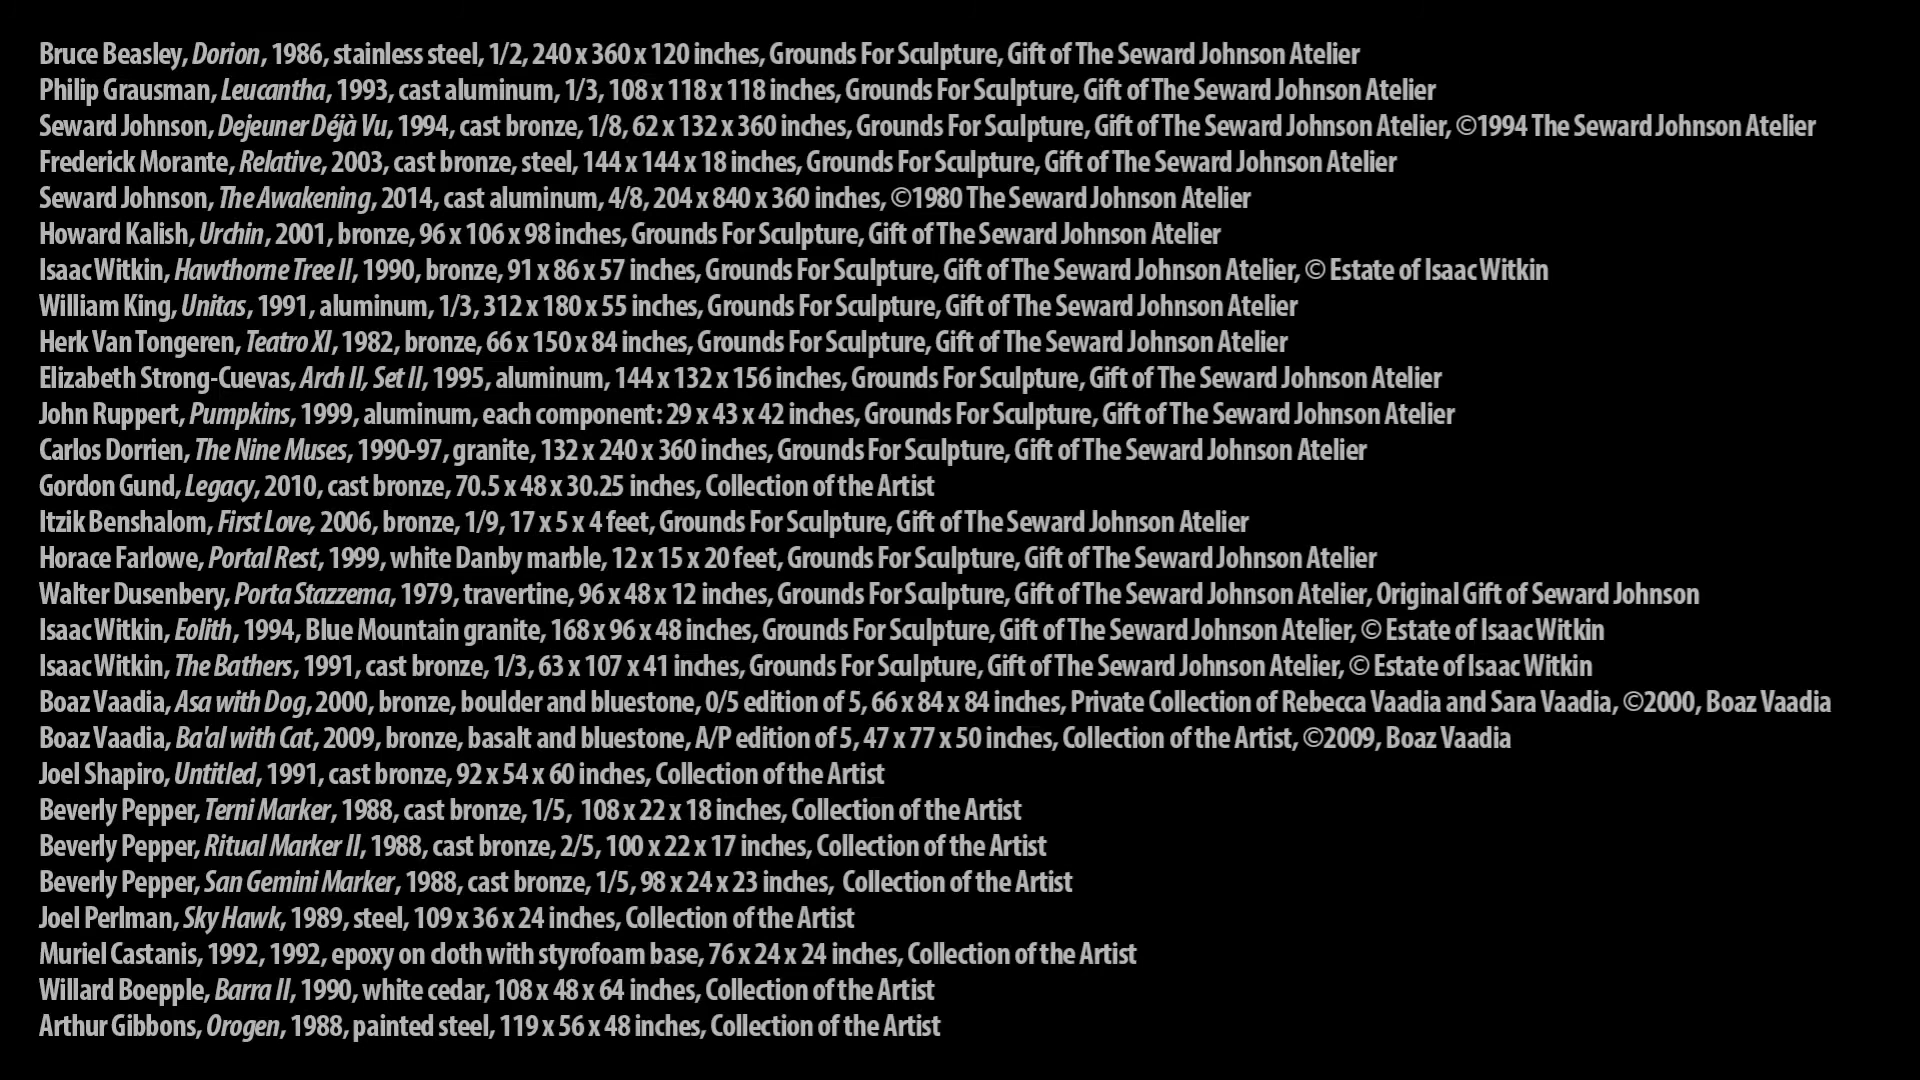 Bruce Beasley, Dorion, 1986, stainless steel, 1/2, 240 x 360 x 120 inches, Grounds For Sculpture, Gift of The Seward Johnson Atelier
Philip Grausman, Leucantha, 1993, cast aluminum, 1/3, 108 x 118 x 118 inches, Grounds For Sculpture, Gift of The Seward Johnson Atelier
Seward Johnson, Dejeuner Déjà Vu, 1994, cast bronze, 1/8, 62 x 132 x 360 inches, Grounds For Sculpture, Gift of The Seward Johnson Atelier, ©1994 The Seward Johnson Atelier
Frederick Morante, Relative, 2003, cast bronze, steel, 144 x 144 x 18 inches, Grounds For Sculpture, Gift of The Seward Johnson Atelier
Seward Johnson, The Awakening, 2014, cast aluminum, 4/8, 204 x 840 x 360 inches, ©1980 The Seward Johnson Atelier
Howard Kalish, Urchin, 2001, bronze, 96 x 106 x 98 inches, Grounds For Sculpture, Gift of The Seward Johnson Atelier
Isaac Witkin, Hawthorne Tree II, 1990, bronze, 91 x 86 x 57 inches, Grounds For Sculpture, Gift of The Seward Johnson Atelier, © Estate of Isaac Witkin
William King, Unitas, 1991, aluminum, 1/3, 312 x 180 x 55 inches, Grounds For Sculpture, Gift of The Seward Johnson Atelier
Herk Van Tongeren, Teatro XI, 1982, bronze, 66 x 150 x 84 inches, Grounds For Sculpture, Gift of The Seward Johnson Atelier
Elizabeth Strong-Cuevas, Arch II, Set II, 1995, aluminum, 144 x 132 x 156 inches, Grounds For Sculpture, Gift of The Seward Johnson Atelier
John Ruppert, Pumpkins, 1999, aluminum, each component: 29 x 43 x 42 inches, Grounds For Sculpture, Gift of The Seward Johnson Atelier
Carlos Dorrien, The Nine Muses, 1990-97, granite, 132 x 240 x 360 inches, Grounds For Sculpture, Gift of The Seward Johnson Atelier
Gordon Gund, Legacy, 2010, cast bronze, 70.5 x 48 x 30.25 inches, Collection of the Artist
Itzik Benshalom, First Love, 2006, bronze, 1/9, 17 x 5 x 4 feet, Grounds For Sculpture, Gift of The Seward Johnson Atelier
Horace Farlowe, Portal Rest, 1999, white Danby marble, 12 x 15 x 20 feet, Grounds For Sculpture, Gift of The Seward Johnson Atelier
Walter Dusenbery, Porta Stazzema, 1979, travertine, 96 x 48 x 12 inches, Grounds For Sculpture, Gift of The Seward Johnson Atelier, Original Gift of Seward Johnson
Isaac Witkin, Eolith, 1994, Blue Mountain granite, 168 x 96 x 48 inches, Grounds For Sculpture, Gift of The Seward Johnson Atelier, © Estate of Isaac Witkin
Isaac Witkin, The Bathers, 1991, cast bronze, 1/3, 63 x 107 x 41 inches, Grounds For Sculpture, Gift of The Seward Johnson Atelier, © Estate of Isaac Witkin
Boaz Vaadia, Asa with Dog, 2000, bronze, boulder and bluestone, 0/5 edition of 5, 66 x 84 x 84 inches, Private Collection of Rebecca Vaadia and Sara Vaadia, ©2000, Boaz Vaadia
Boaz Vaadia, Ba'al with Cat, 2009, bronze, basalt and bluestone, A/P edition of 5, 47 x 77 x 50 inches, Collection of the Artist, ©2009, Boaz Vaadia
Joel Shapiro, Untitled, 1991, cast bronze, 92 x 54 x 60 inches, Collection of the Artist
Beverly Pepper, Terni Marker, 1988, cast bronze, 1/5, 108 x 22 x 18 inches, Collection of the Artist
Beverly Pepper, Ritual Marker II, 1988, cast bronze, 2/5, 100 x 22 x 17 inches, Collection of the Artist
Beverly Pepper, San Gemini Marker, 1988, cast bronze, 1/5, 98 x 24 x 23 inches, Collection of the Artist
Joel Perlman, Sky Hawk, 1989, steel, 109 x 36 x 24 inches, Collection of the Artist
Muriel Castanis, 1992, 1992, epoxy on cloth with styrofoam base, 76 x 24 x 24 inches, Collection of the Artist
Willard Boepple, Barra II, 1990, white cedar, 108 x 48 x 64 inches, Collection of the Artist
Arthur Gibbons, Orogen, 1988, painted steel, 119 x 56 x 48 inches, Collection of the Artist